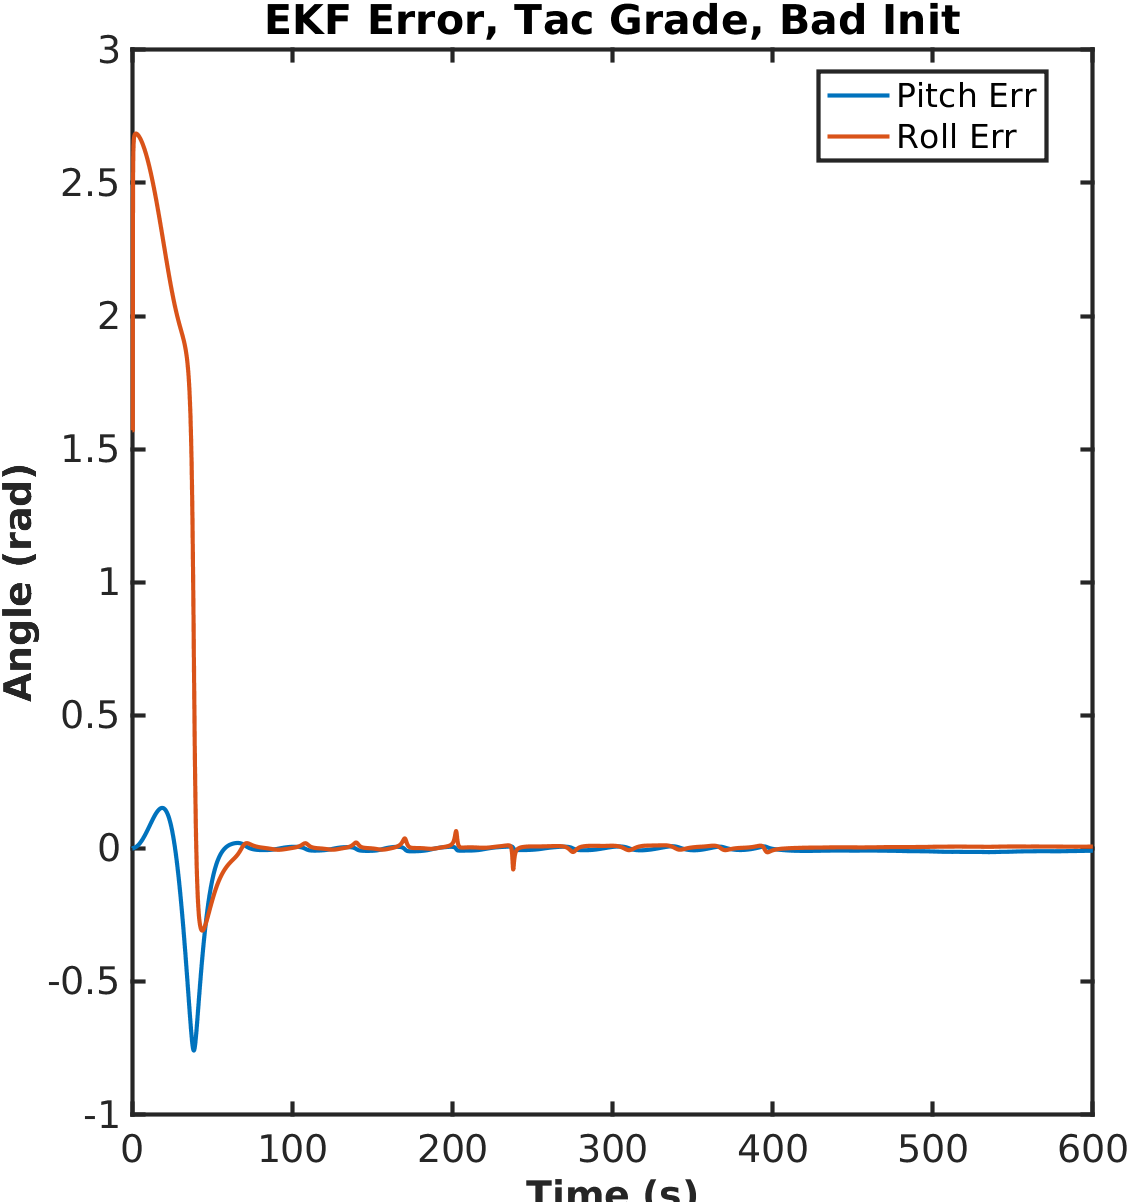 EKF Error, Tac Grade, Bad Init
Pitch Err
Roll Err
3
2.5
2
1.5
1
0.5
0
-0.5
-1
Angle (rad)
0 100 200 300 400 500 600
Time (s)